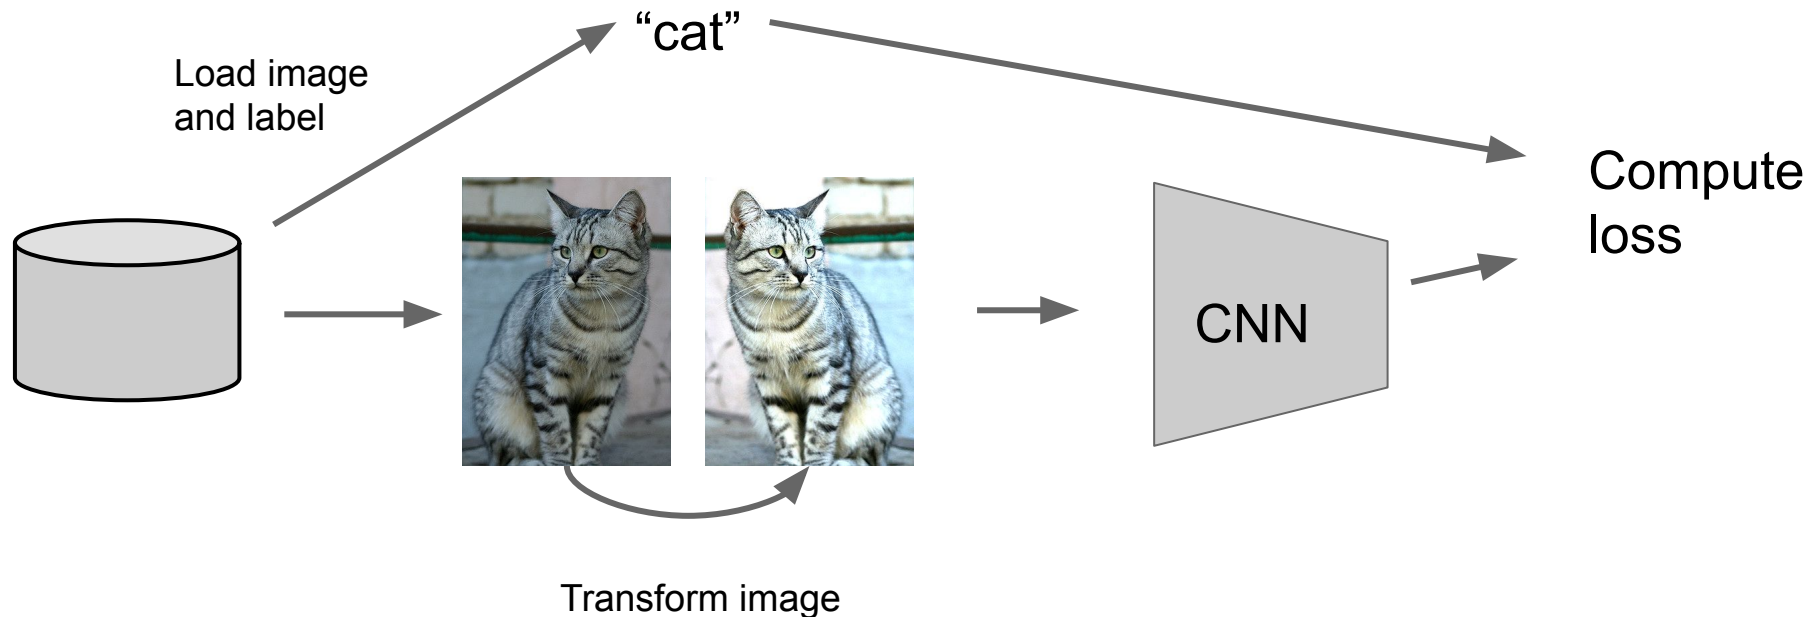 “cat”
Load image
and label
Compute
loss
CNN
Transform image